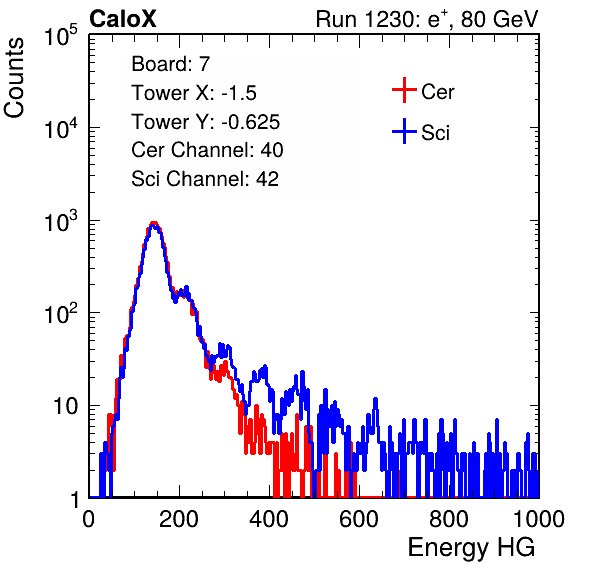 CaloX
Run 1230: e⁺, 80 GeV
Counts
10⁵
10⁴
10³
10²
10
1
Board: 7
Tower X: -1.5
Tower Y: -0.625
Cer Channel: 40
Sci Channel: 42
Cer
Sci
0 200 400 600 800 1000
Energy HG